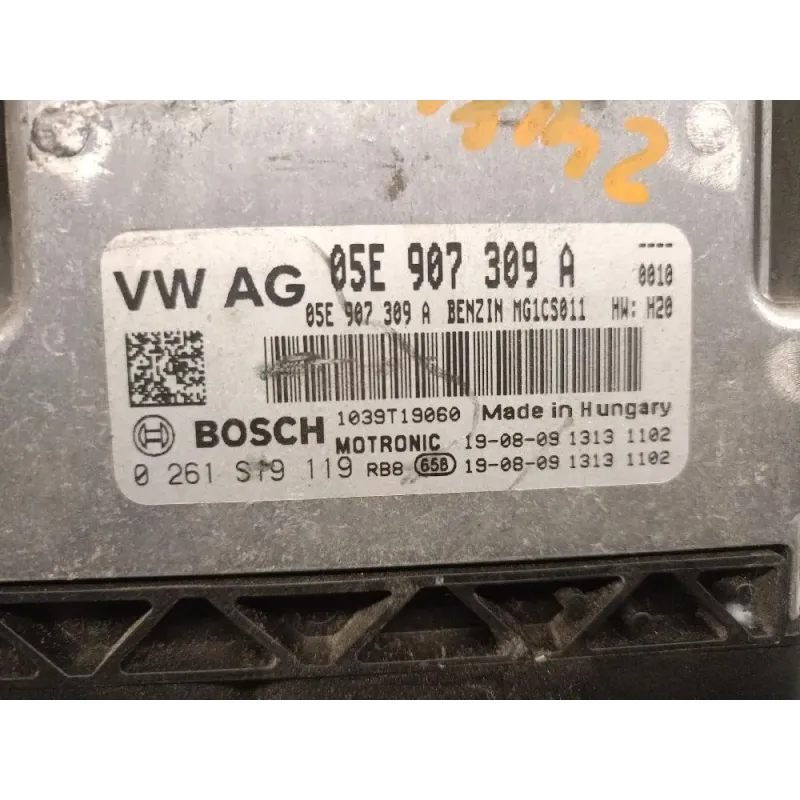 VW AG 05E 907 309 A ----
0010
05E 907 309 A BENZIN MG1CS011 HW: H20
BOSCH 1039T19060 Made in Hungary
MOTRONIC 19-08-09 1313 1102
0 261 S19 119 RB8 658 19-08-09 1313 1102